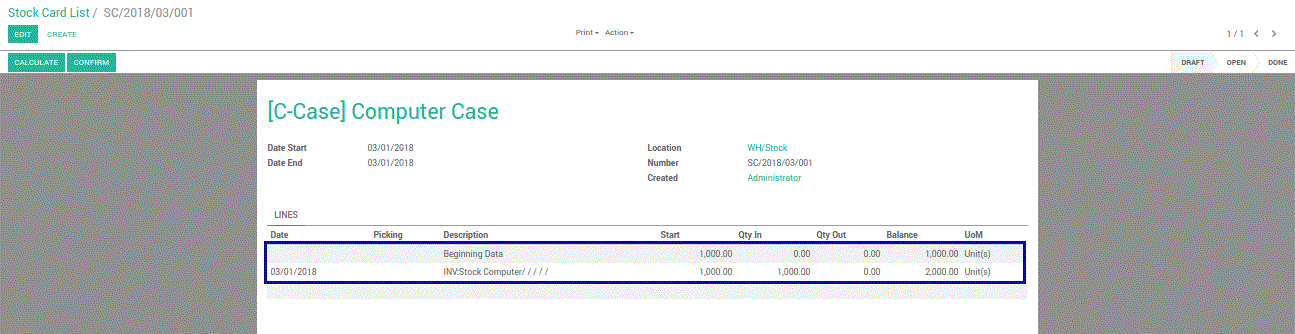 Stock Card List / SC/2018/03/001
EDIT CREATE Print Action 1 / 1
CALCULATE CONFIRM DRAFT OPEN DONE
[C-Case] Computer Case
Date Start 03/01/2018 Location WH/Stock
Date End 03/01/2018 Number SC/2018/03/001
Created Administrator
LINES
Date Picking Description Start Qty In Qty Out Balance UoM
Beginning Data 1,000.00 0.00 0.00 1,000.00 Unit(s)
03/01/2018 INV:Stock Computer/ / / / / 1,000.00 1,000.00 0.00 2,000.00 Unit(s)